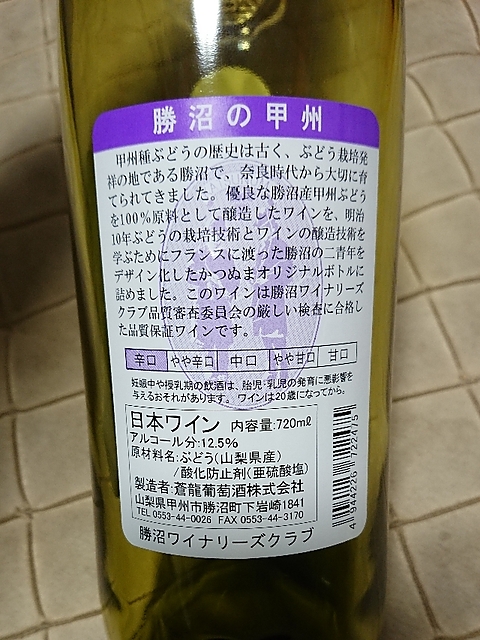 勝沼の甲州
甲州種ぶどうの歴史は古く、ぶどう栽培発
祥の地である勝沼で、奈良時代から大切に育
てられてきました。優良な勝沼産甲州ぶどう
を100%原料として醸造したワインを、明治
10年ぶどうの栽培技術とワインの醸造技術を
学ぶためにフランスに渡った勝沼の二青年を
デザイン化したかつぬまオリジナルボトルに
詰めました。このワインは勝沼ワイナリーズ
クラブ品質審査委員会の厳しい検査に合格し
た品質保証ワインです。
辛口 やや辛口 中口 やや甘口 甘口
妊娠中や授乳期の飲酒は、胎児・乳児の発育に悪影響を
与えるおそれがあります。ワインは20歳になってから。
日本ワイン 内容量:720mℓ
アルコール分:12.5%
原材料名:ぶどう(山梨県産)
/酸化防止剤(亜硫酸塩)
製造者:蒼龍葡萄酒株式会社
山梨県甲州市勝沼町下岩崎1841
TEL 0553-44-0026 FAX 0553-44-3170
勝沼ワイナリーズクラブ
4 944226 722475